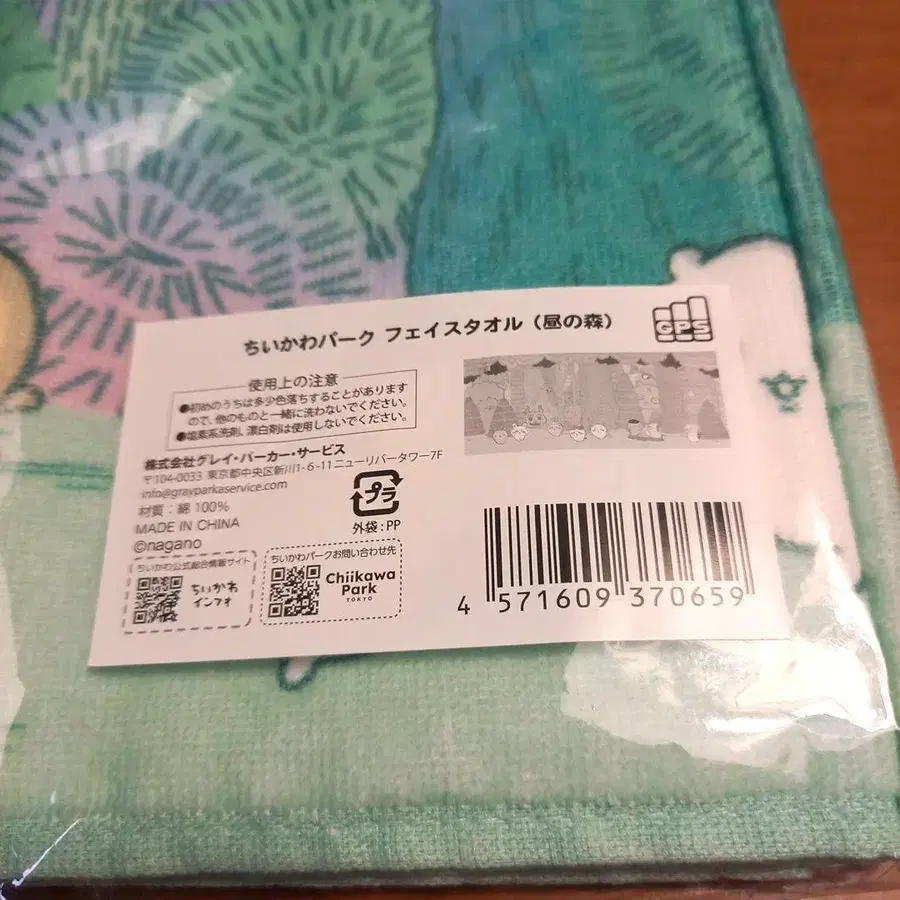 ちいかわパーク フェイスタオル（昼の森）
GPS
使用上の注意
●初めのうちは多少色落ちすることがあります
ので、他のものと一緒に洗わないでください。
●塩素系洗剤、漂白剤は使用しないでください。
株式会社グレイ・パーカー・サービス
〒104-0033 東京都中央区新川1-6-11ニューリバータワー7F
info@grayparkaservice.com
材質：綿 100%
MADE IN CHINA
©nagano
プラ
外袋：PP
ちいかわ公式総合情報サイト
ちいかわ
インフォ
ちいかわパークお問い合わせ先
Chiikawa
Park
TOKYO
4 571609 370659